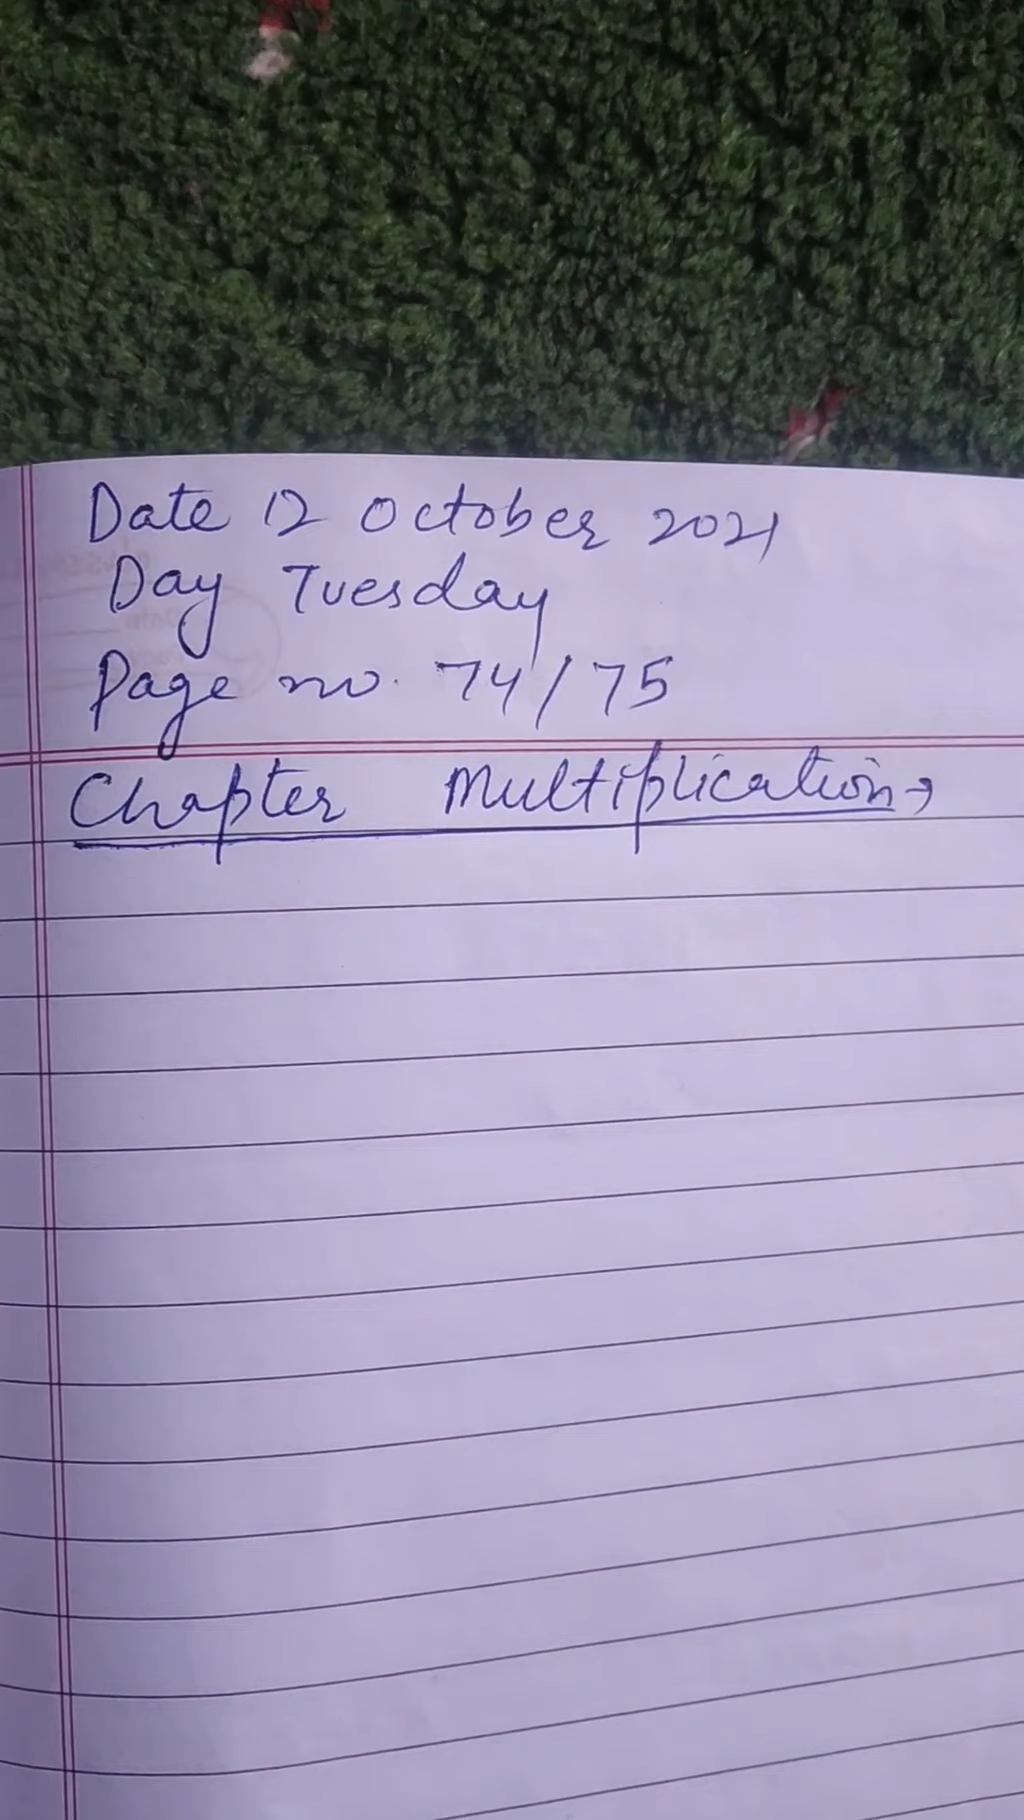 Date 12 October 2021
Day Tuesday
Page no. 74/75
Chapter Multiplication→